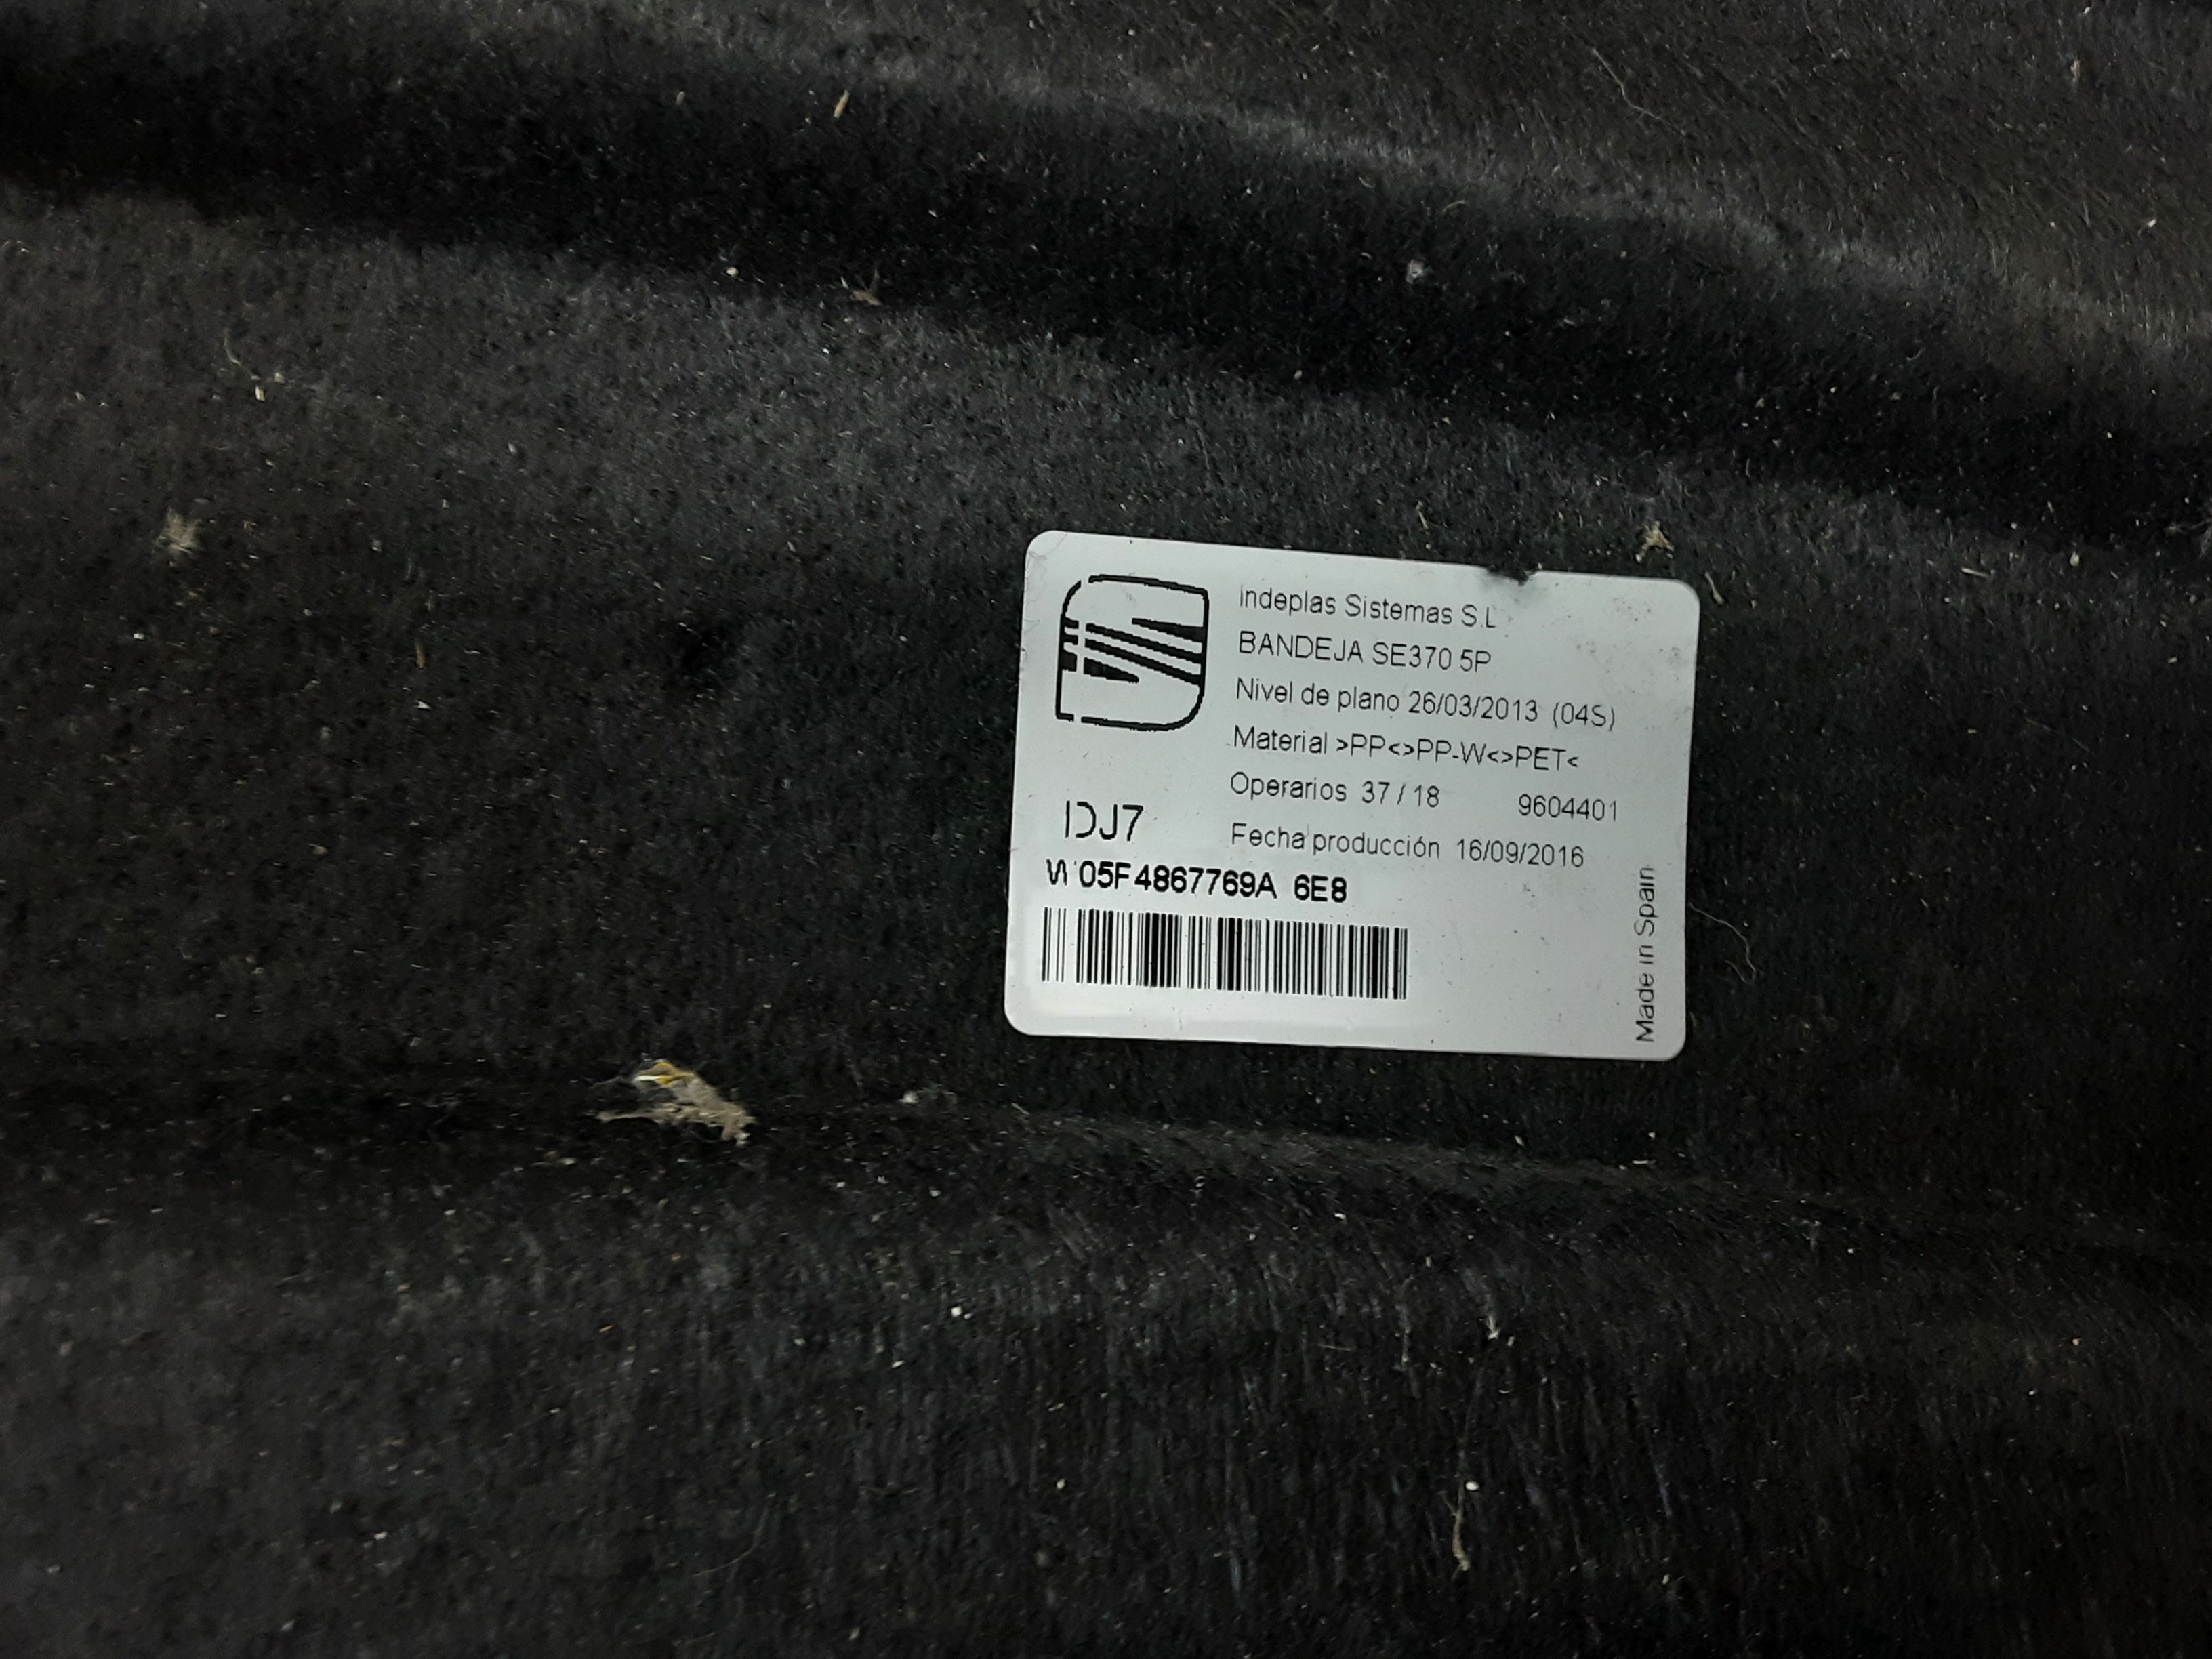 Indeplas Sistemas S.L
BANDEJA SE370 5P
Nivel de plano 26/03/2013 (04S)
Material >PP<>PP-W<>PET<
Operarios 37 / 18 9604401
IDJ7
Fecha producción 16/09/2016
W 05F4867769A 6E8
Made in Spain